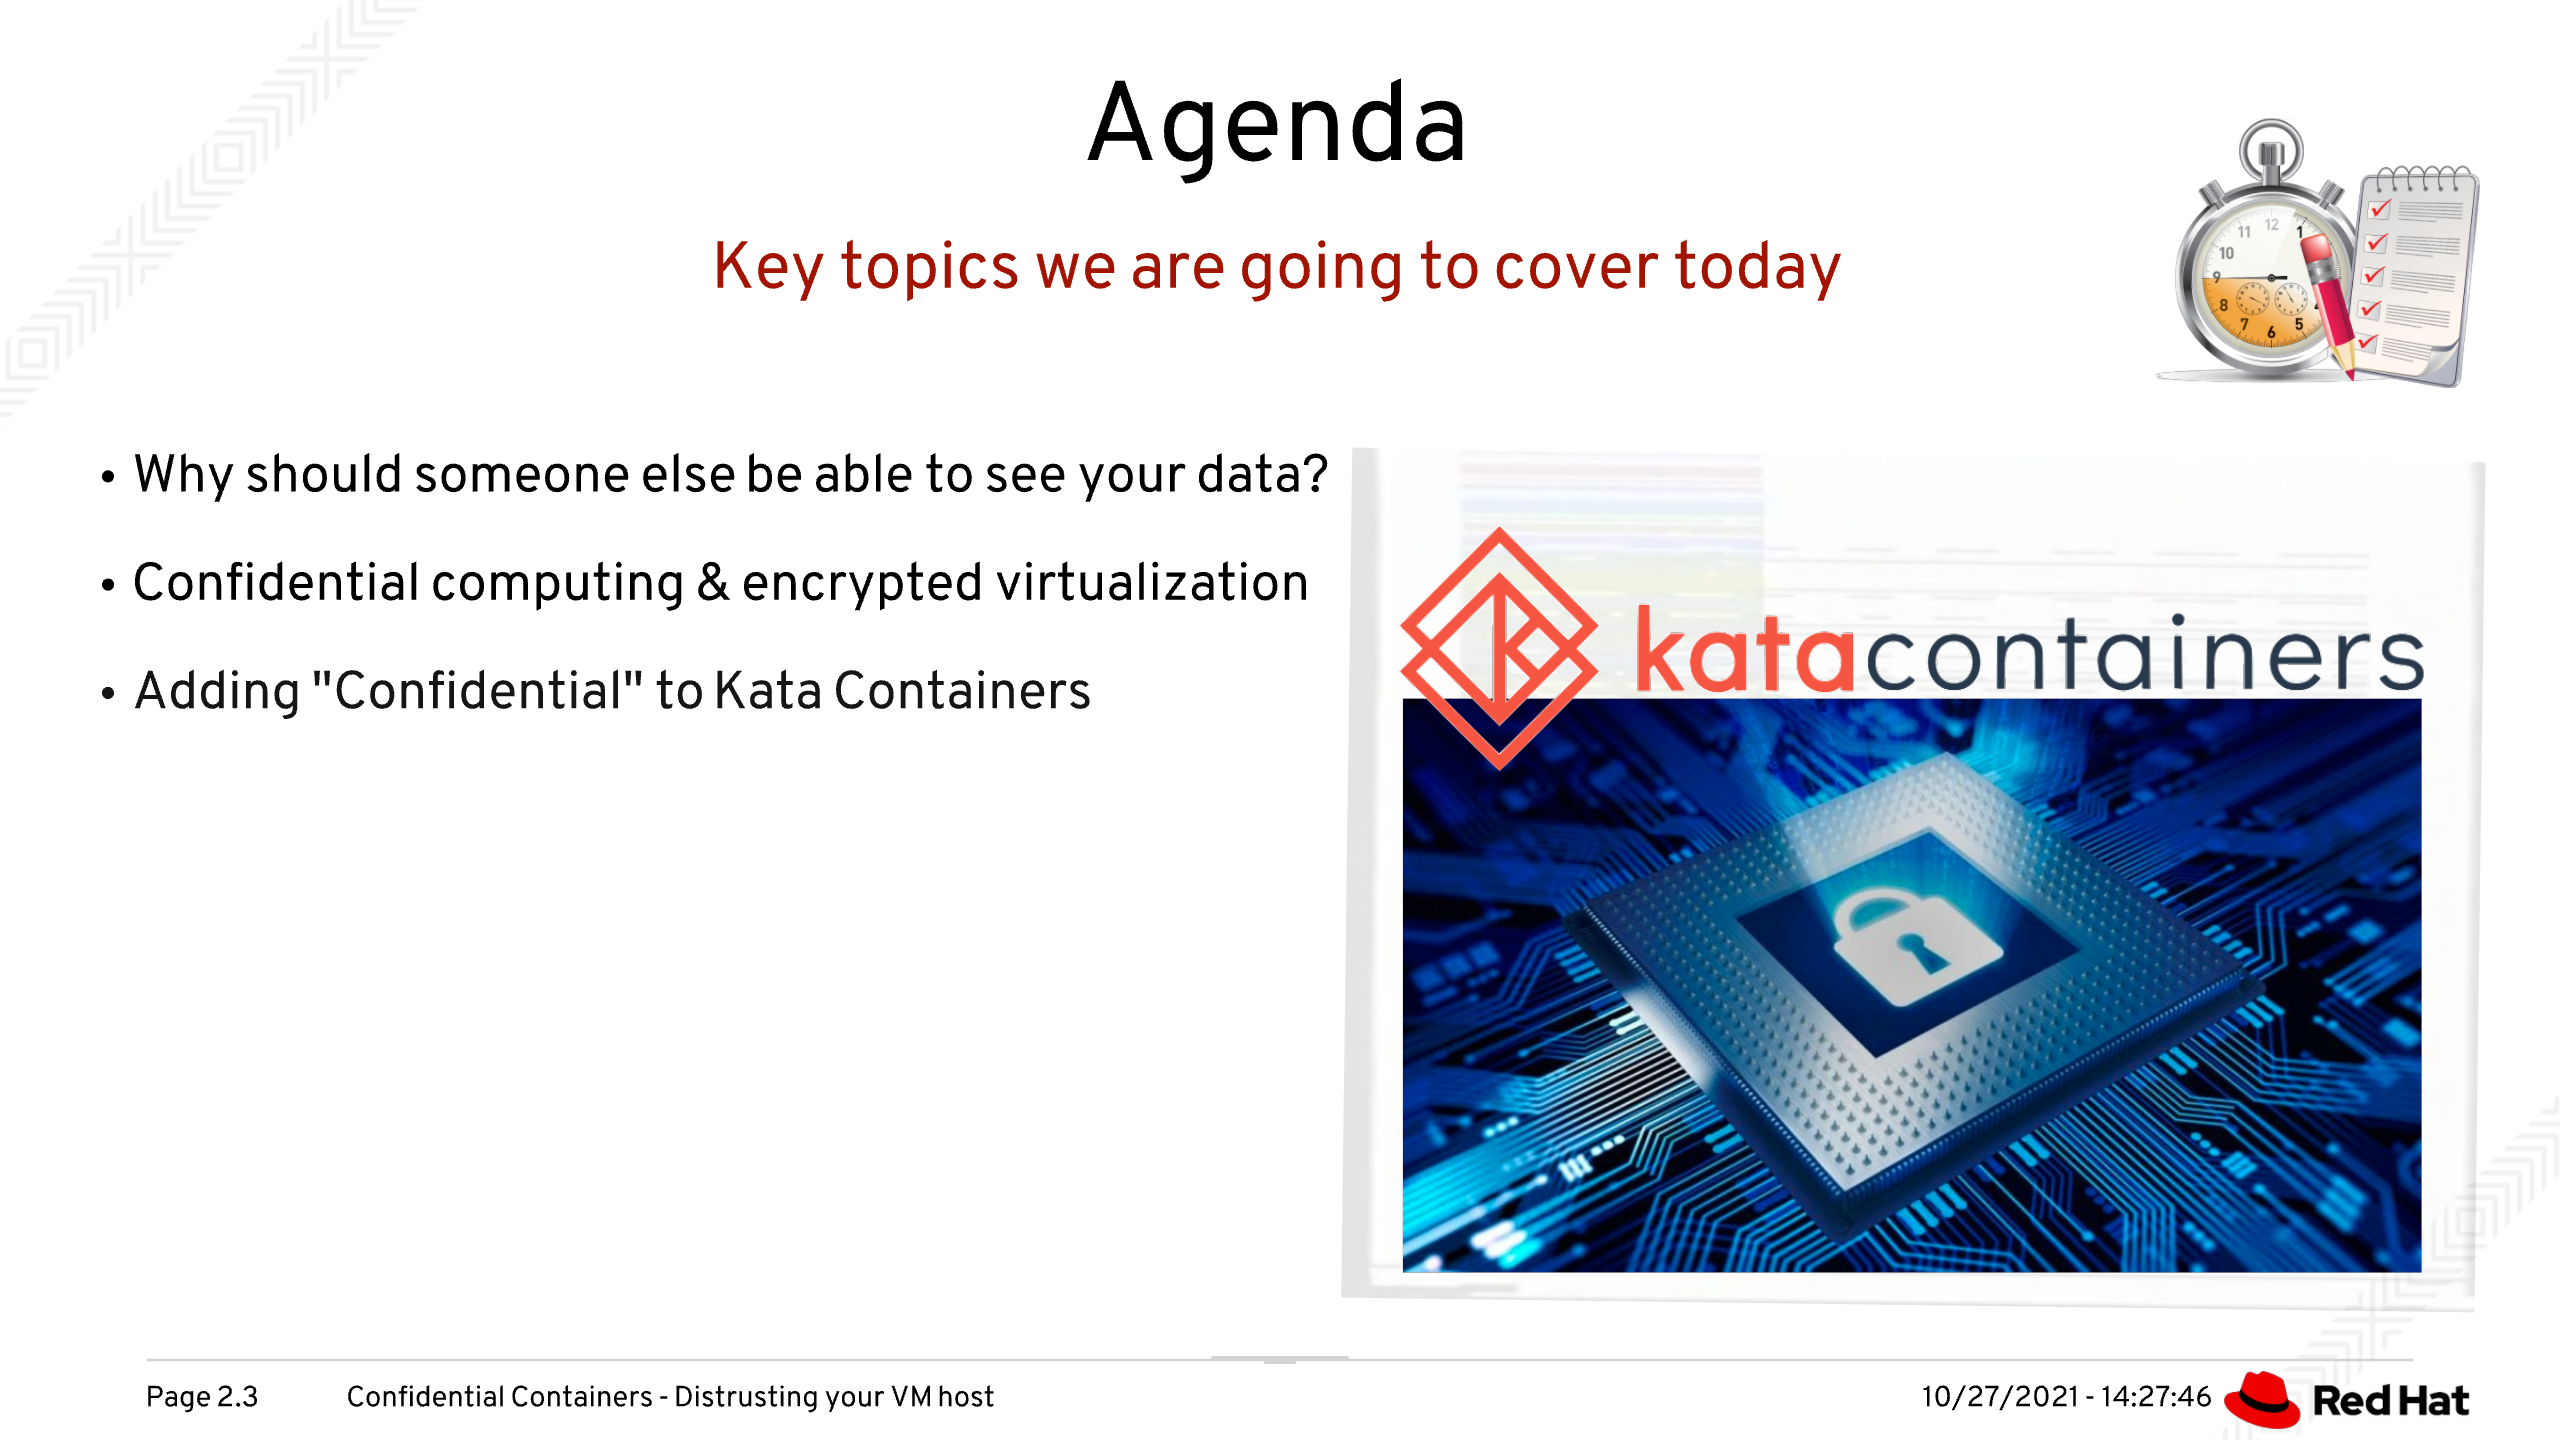 Agenda
Key topics we are going to cover today
12
11
1
10
9
8
7
6
5
• Why should someone else be able to see your data?
• Confidential computing & encrypted virtualization
• Adding "Confidential" to Kata Containers
katacontainers
Page 2.3
Confidential Containers - Distrusting your VM host
10/27/2021 - 14:27:46
Red Hat